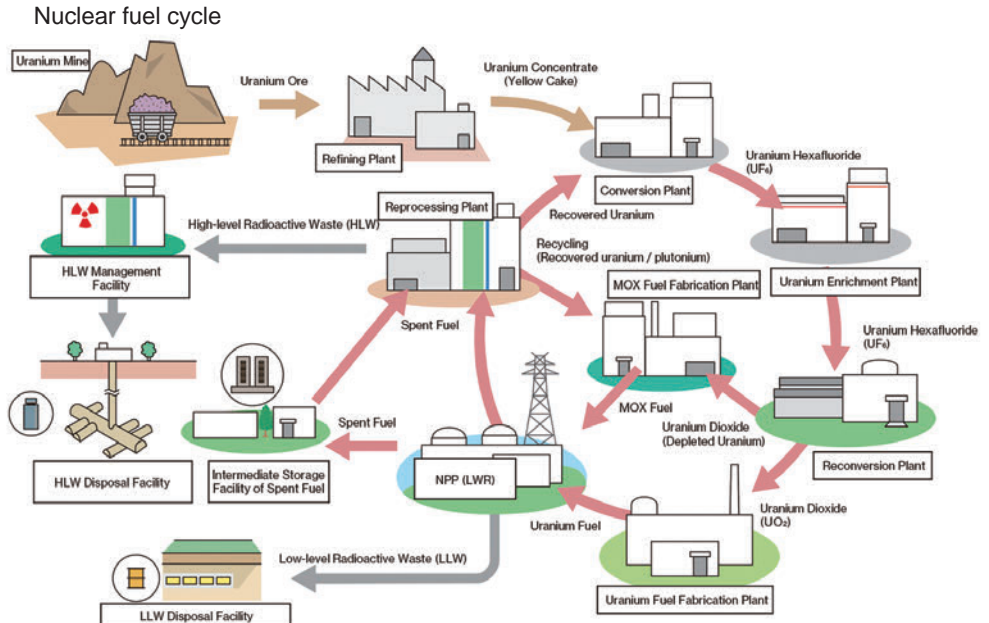 Nuclear fuel cycle
Uranium Mine
Uranium Ore
Refining Plant
Uranium Concentrate
(Yellow Cake)
Conversion Plant
Uranium Hexafluoride
(UF₆)
Uranium Enrichment Plant
Reprocessing Plant
Recovered Uranium
High-level Radioactive Waste (HLW)
HLW Management
Facility
Recycling
(Recovered uranium / plutonium)
MOX Fuel Fabrication Plant
Uranium Hexafluoride
(UF₆)
Spent Fuel
MOX Fuel
Uranium Dioxide
(Depleted Uranium)
Reconversion Plant
Spent Fuel
HLW Disposal Facility
Intermediate Storage
Facility of Spent Fuel
NPP (LWR)
Uranium Dioxide
(UO₂)
Uranium Fuel
Low-level Radioactive Waste (LLW)
LLW Disposal Facility
Uranium Fuel Fabrication Plant